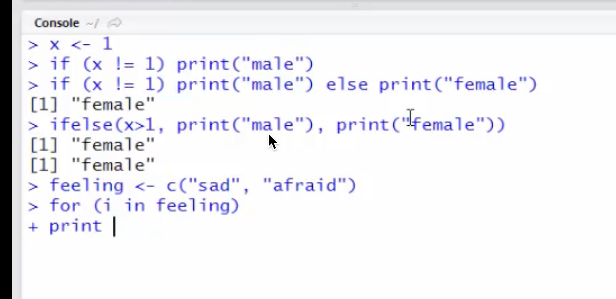 Console ~/
> x <- 1
> if (x != 1) print("male")
> if (x != 1) print("male") else print("female")
[1] "female"
> ifelse(x>1, print("male"), print("female"))
[1] "female"
[1] "female"
> feeling <- c("sad", "afraid")
> for (i in feeling)
+ print